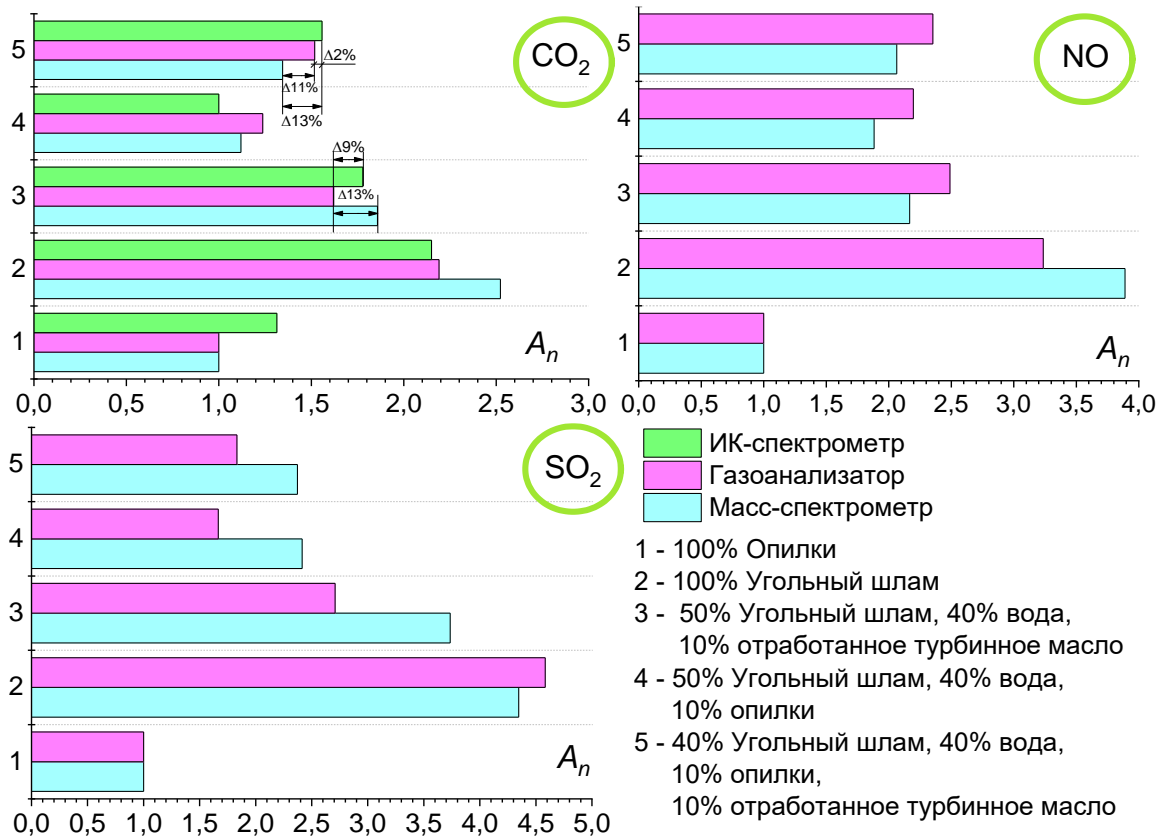 5
4
3
2
1
Δ2%
Δ11%
Δ13%
Δ9%
Δ13%
CO₂
Aₙ
0,0 0,5 1,0 1,5 2,0 2,5 3,0
5
4
3
2
1
NO
Aₙ
0,0 0,5 1,0 1,5 2,0 2,5 3,0 3,5 4,0
5
4
3
2
1
SO₂
Aₙ
0,0 0,5 1,0 1,5 2,0 2,5 3,0 3,5 4,0 4,5 5,0
ИК-спектрометр
Газоанализатор
Масс-спектрометр
1 - 100% Опилки
2 - 100% Угольный шлам
3 - 50% Угольный шлам, 40% вода,
10% отработанное турбинное масло
4 - 50% Угольный шлам, 40% вода,
10% опилки
5 - 40% Угольный шлам, 40% вода,
10% опилки,
10% отработанное турбинное масло